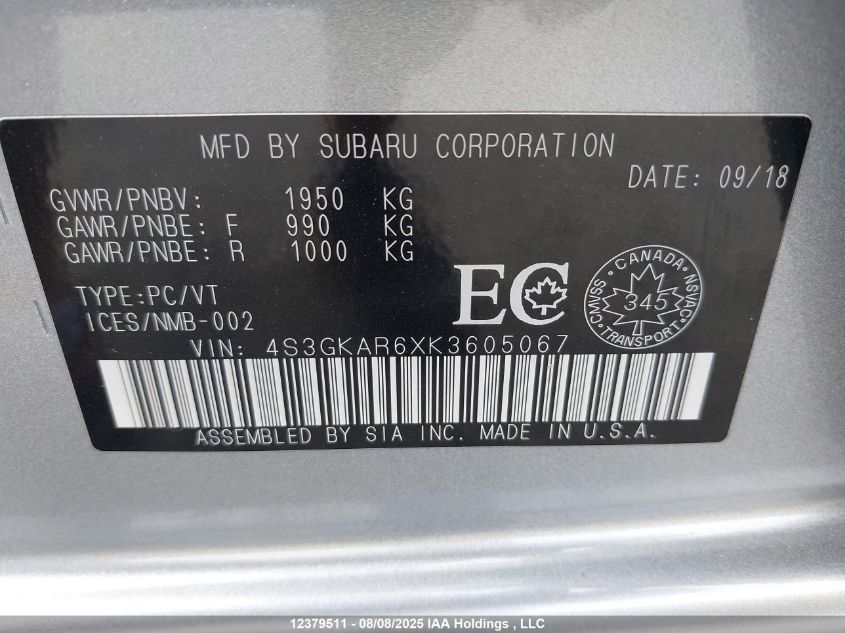 MFD BY SUBARU CORPORATION
DATE: 09/18
GVWR/PNBV: 1950 KG
GAWR/PNBE: F 990 KG
GAWR/PNBE: R 1000 KG
TYPE:PC/VT
ICES/NMB-002
EC
CANADA
SSVMC 345 NSVAC
TRANSPORT
VIN: 4S3GKAR6XK3605067
ASSEMBLED BY SIA INC. MADE IN U.S.A.
12379511 - 08/08/2025 IAA Holdings , LLC